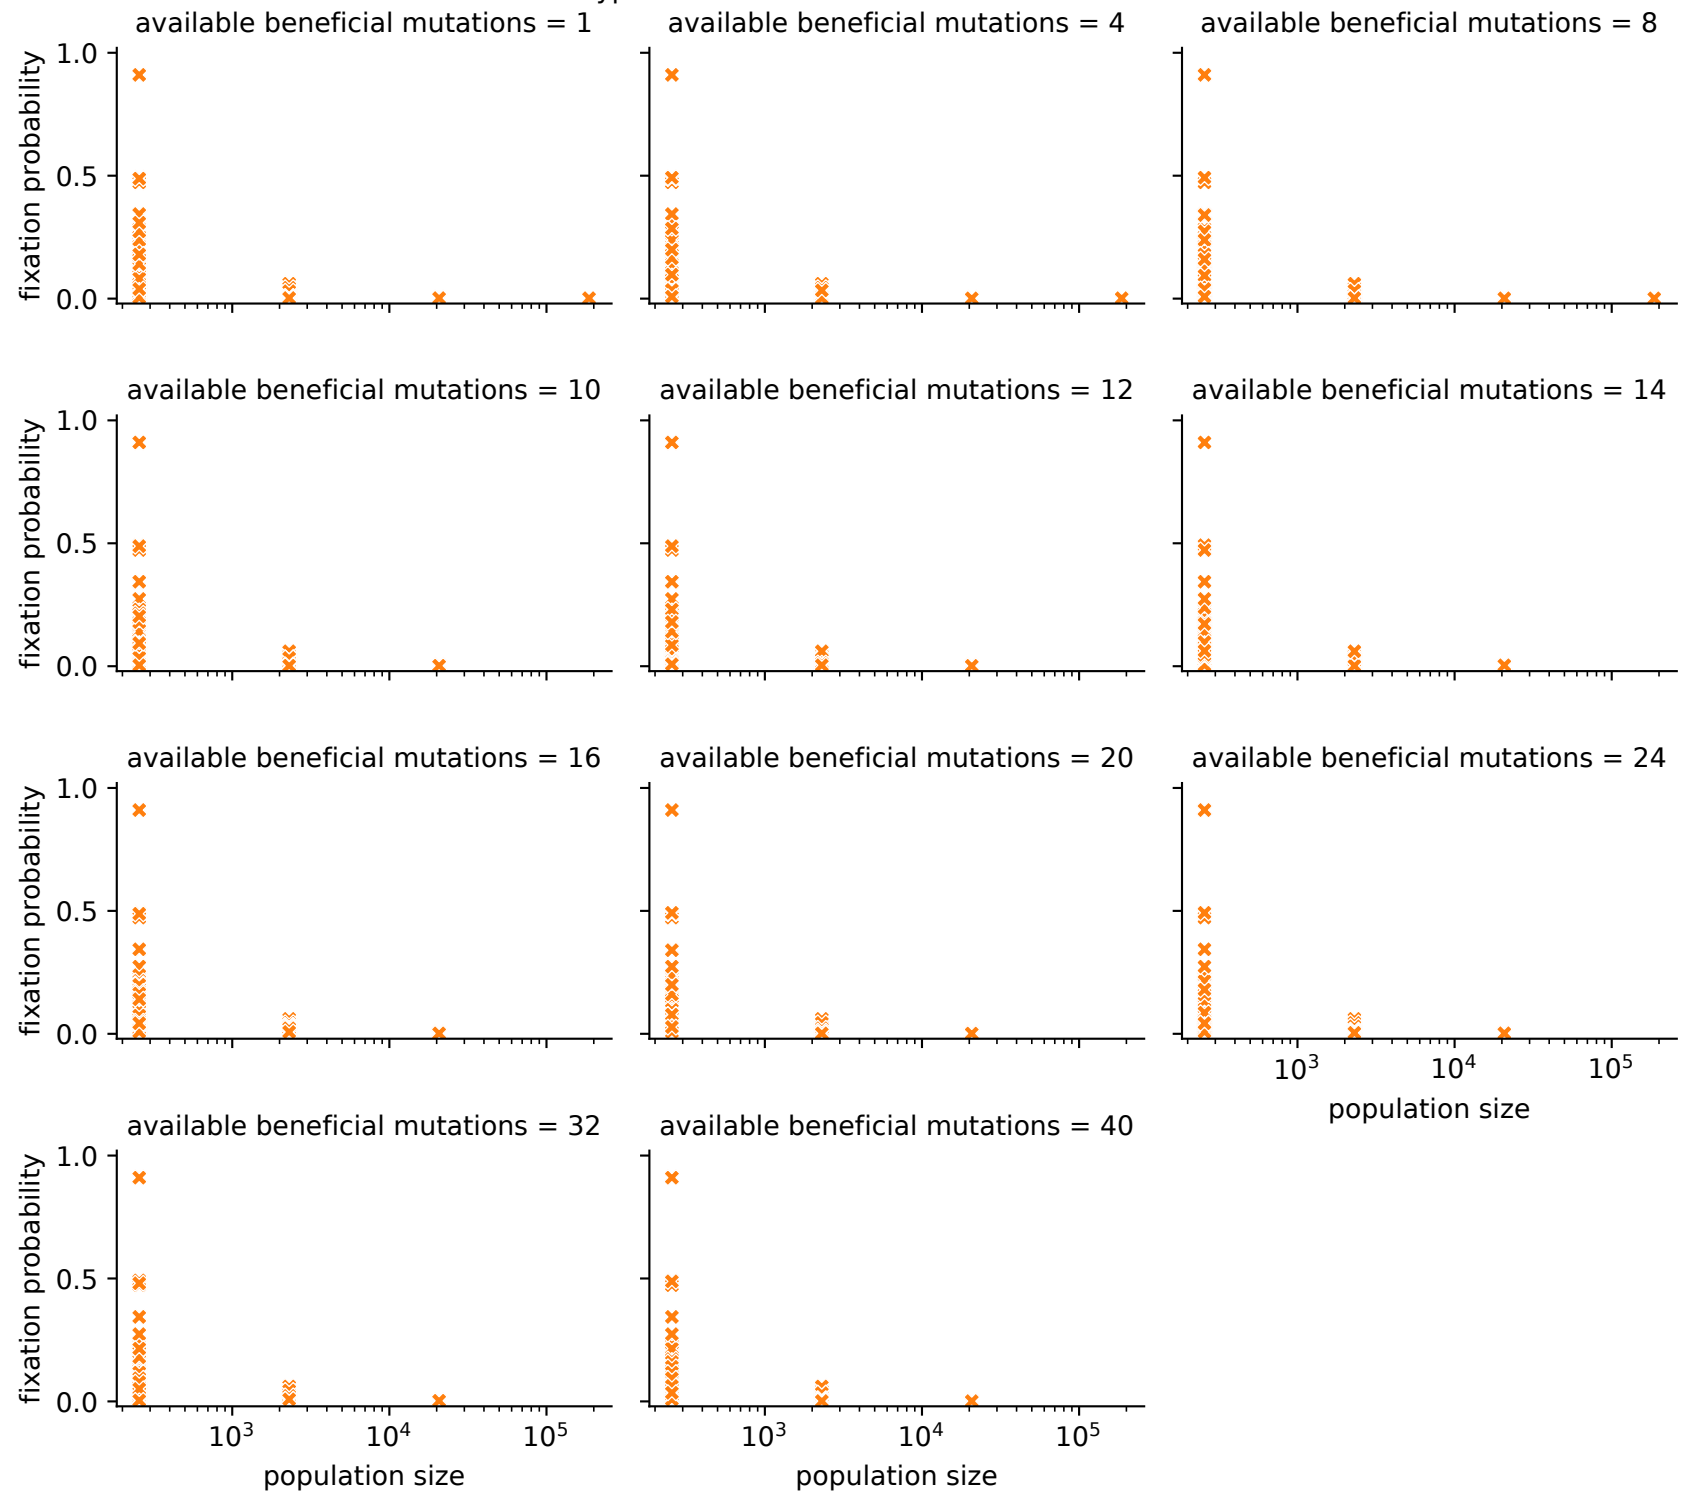 available beneficial mutations = 1
available beneficial mutations = 4
available beneficial mutations = 8
fixation probability
1.0
0.5
0.0
available beneficial mutations = 10
available beneficial mutations = 12
available beneficial mutations = 14
fixation probability
1.0
0.5
0.0
available beneficial mutations = 16
available beneficial mutations = 20
available beneficial mutations = 24
fixation probability
1.0
0.5
0.0
10³ 10⁴ 10⁵
population size
available beneficial mutations = 32
available beneficial mutations = 40
fixation probability
1.0
0.5
0.0
10³ 10⁴ 10⁵
10³ 10⁴ 10⁵
population size
population size